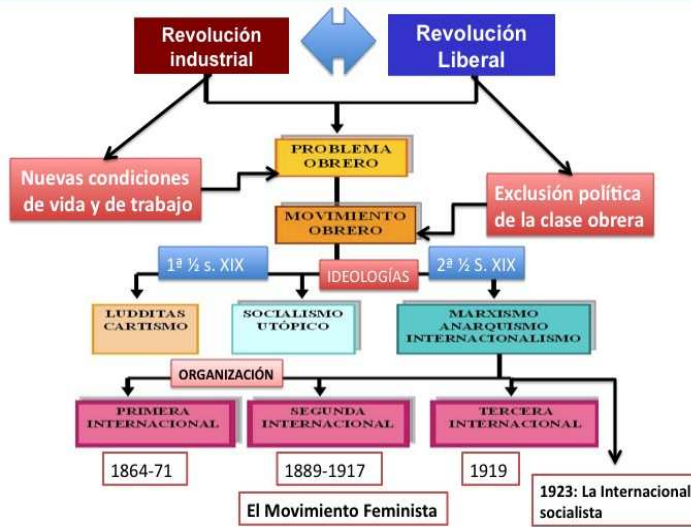 Revolución
industrial
Revolución
Liberal
PROBLEMA
OBRERO
Nuevas condiciones
de vida y de trabajo
Exclusión política
de la clase obrera
MOVIMIENTO
OBRERO
1ª ½ s. XIX
IDEOLOGÍAS
2ª ½ S. XIX
LUDDITAS
CARTISMO
SOCIALISMO
UTÓPICO
MARXISMO
ANARQUISMO
INTERNACIONALISMO
ORGANIZACIÓN
PRIMERA
INTERNACIONAL
SEGUNDA
INTERNACIONAL
TERCERA
INTERNACIONAL
1864-71
1889-1917
1919
1923: La Internacional
socialista
El Movimiento Feminista